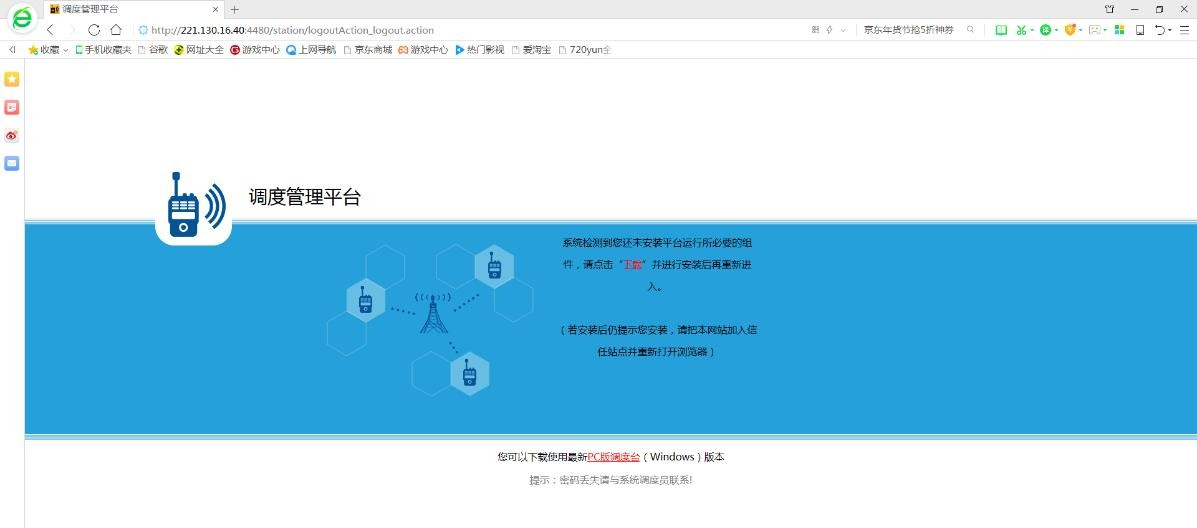 调度管理平台
http://221.130.16.40:4480/station/logoutAction_logout.action
京东年货节抢5折神券
收藏 手机收藏夹 谷歌 网址大全 游戏中心 上网导航 京东商城 游戏中心 热门影视 爱淘宝 720yun全
调度管理平台
系统检测到您还未安装平台运行所必要的组
件，请点击“下载”并进行安装后再重新进
入。
（若安装后仍提示您安装，请把本网站加入信
任站点并重新打开浏览器）
您可以下载使用最新PC版调度台（Windows）版本
提示：密码丢失请与系统调度员联系!